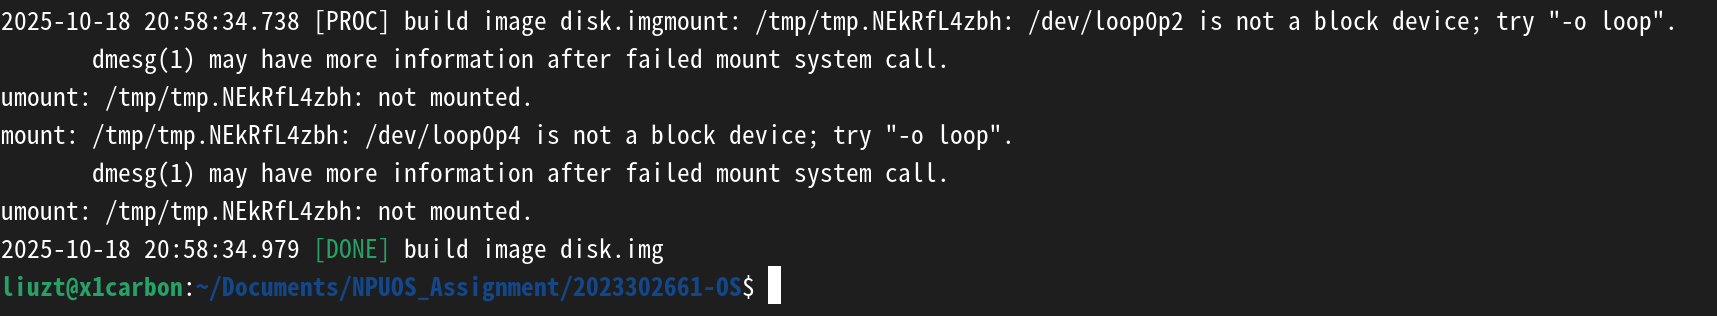 2025-10-18 20:58:34.738 [PROC] build image disk.imgmount: /tmp/tmp.NEkRfL4zbh: /dev/loop0p2 is not a block device; try "-o loop".
       dmesg(1) may have more information after failed mount system call.
umount: /tmp/tmp.NEkRfL4zbh: not mounted.
mount: /tmp/tmp.NEkRfL4zbh: /dev/loop0p4 is not a block device; try "-o loop".
       dmesg(1) may have more information after failed mount system call.
umount: /tmp/tmp.NEkRfL4zbh: not mounted.
2025-10-18 20:58:34.979 [DONE] build image disk.img
liuzt@x1carbon:~/Documents/NPUOS_Assignment/2023302661-OS$